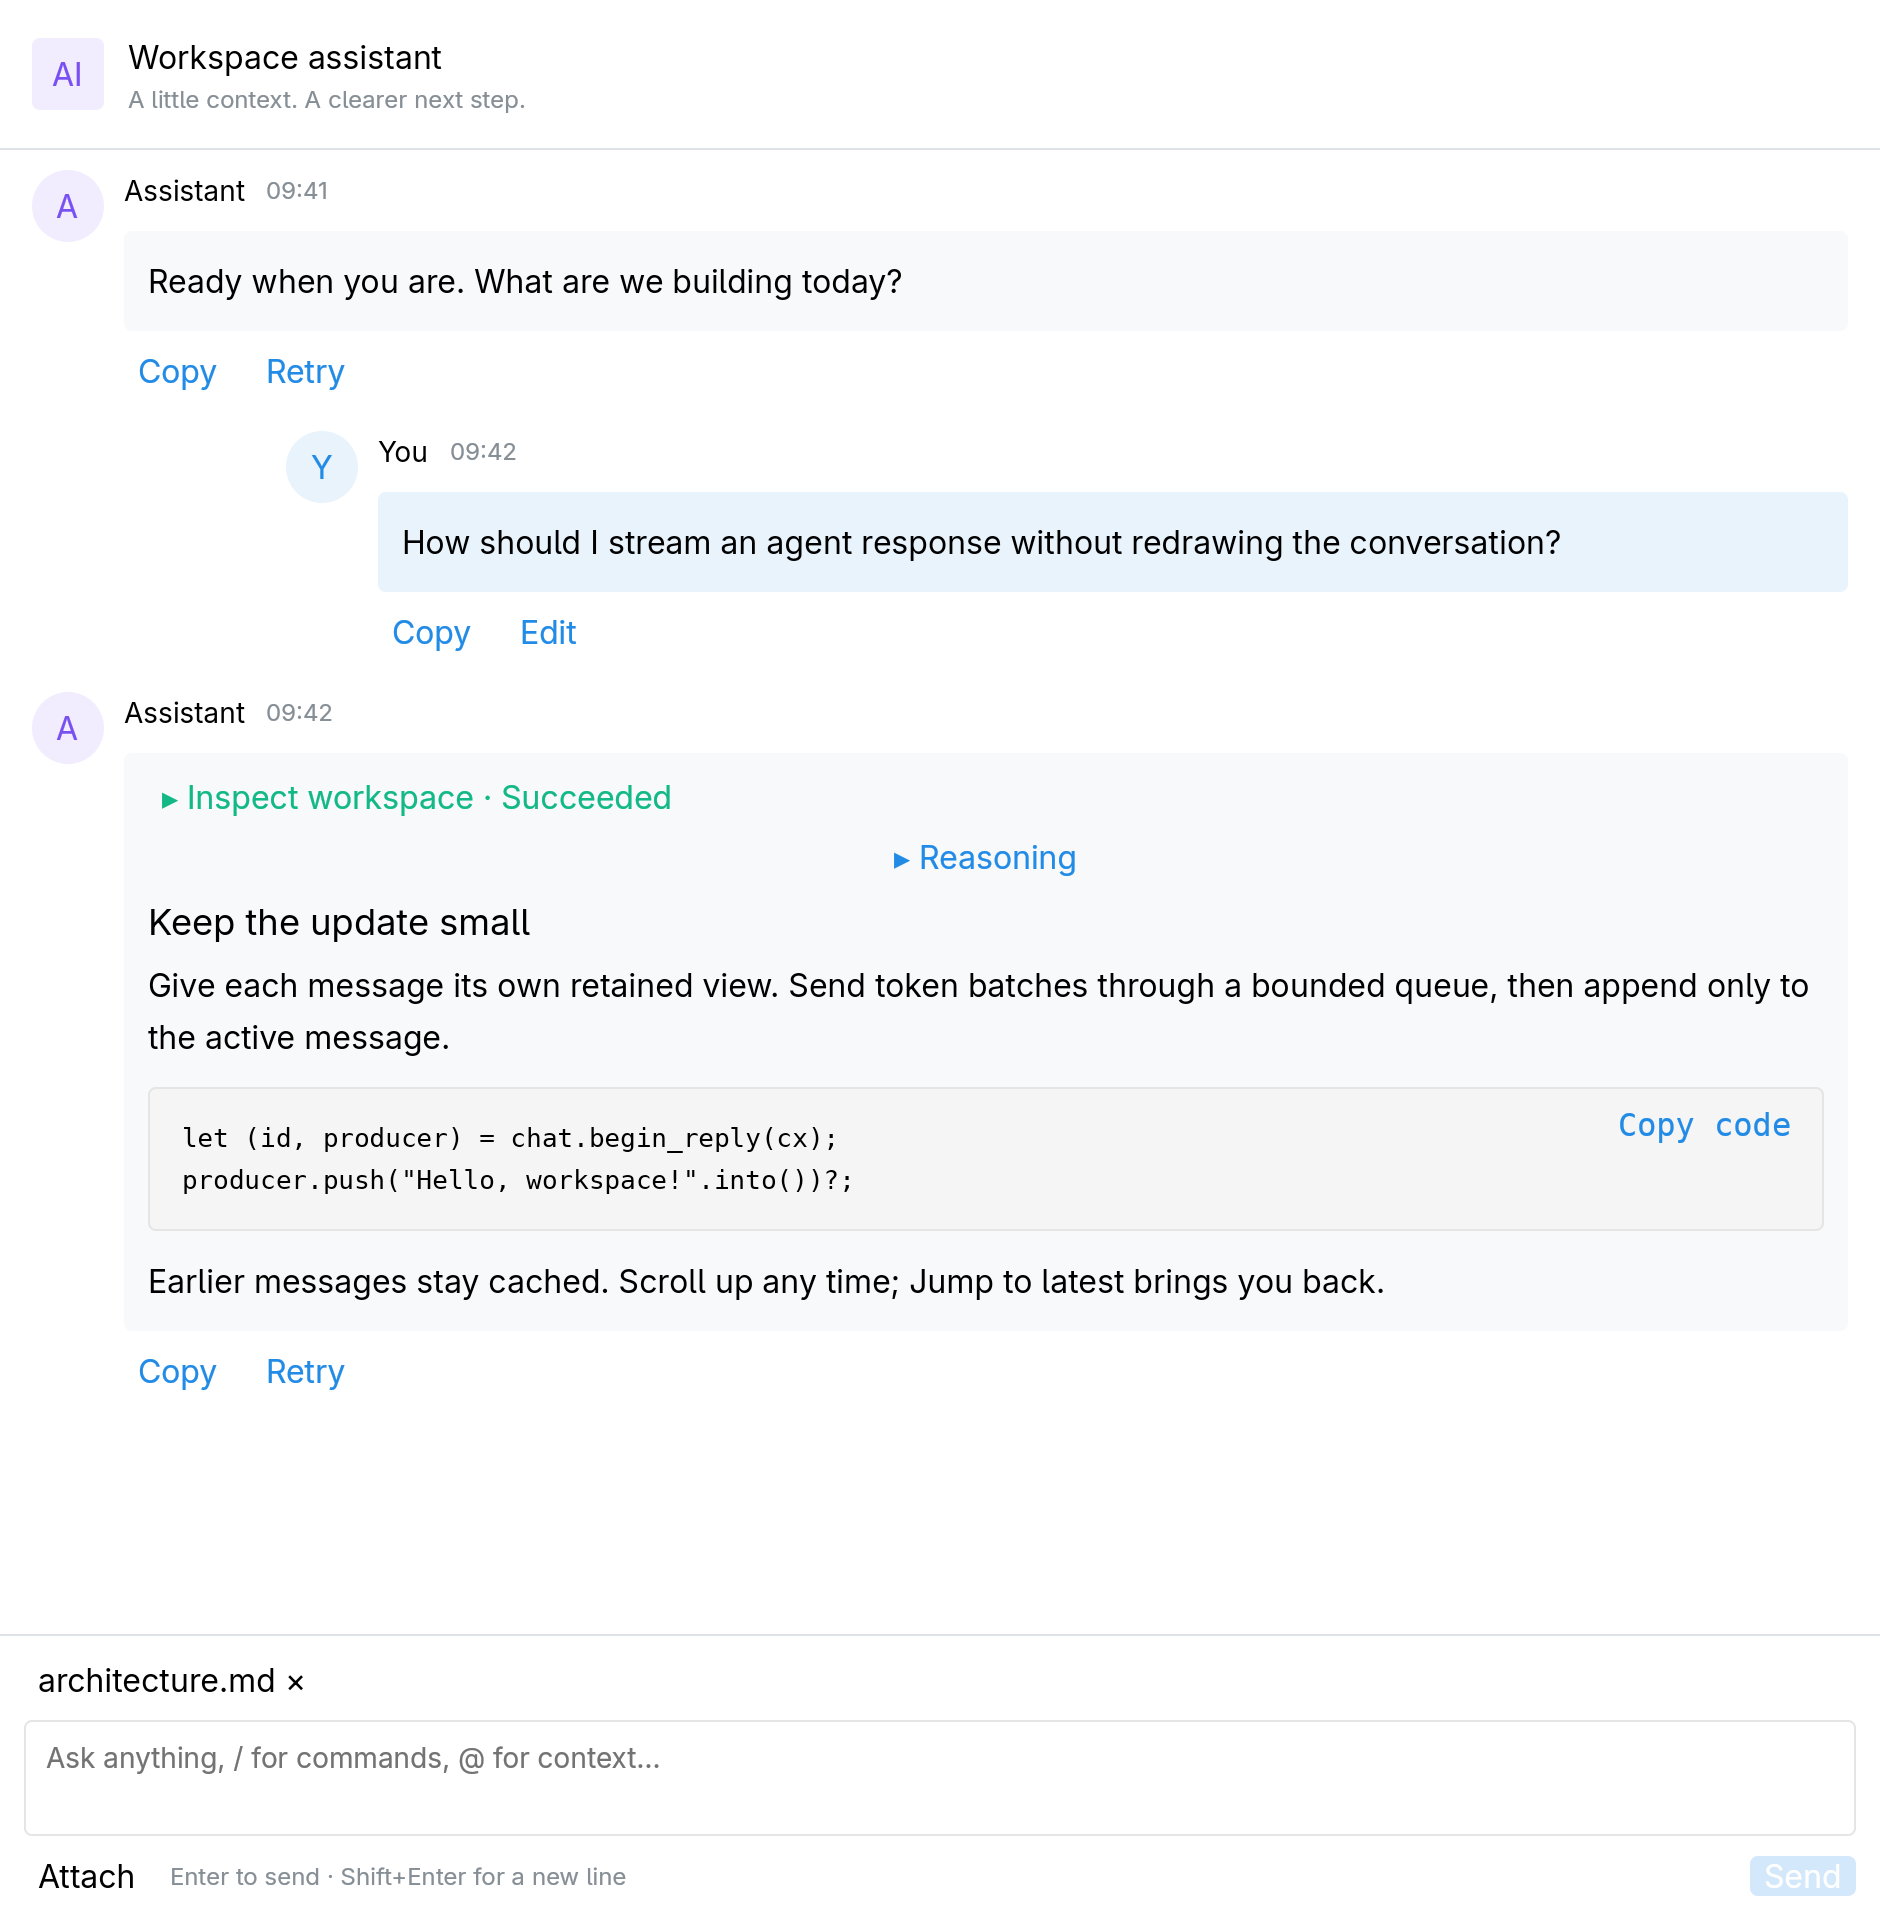 AI
Workspace assistant
A little context. A clearer next step.
A
Assistant 09:41
Ready when you are. What are we building today?
Copy Retry
Y
You 09:42
How should I stream an agent response without redrawing the conversation?
Copy Edit
A
Assistant 09:42
▸ Inspect workspace · Succeeded
▸ Reasoning
Keep the update small
Give each message its own retained view. Send token batches through a bounded queue, then append only to
the active message.
Copy code
let (id, producer) = chat.begin_reply(cx);
producer.push("Hello, workspace!".into())?;
Earlier messages stay cached. Scroll up any time; Jump to latest brings you back.
Copy Retry
architecture.md ×
Ask anything, / for commands, @ for context...
Attach Enter to send · Shift+Enter for a new line Send